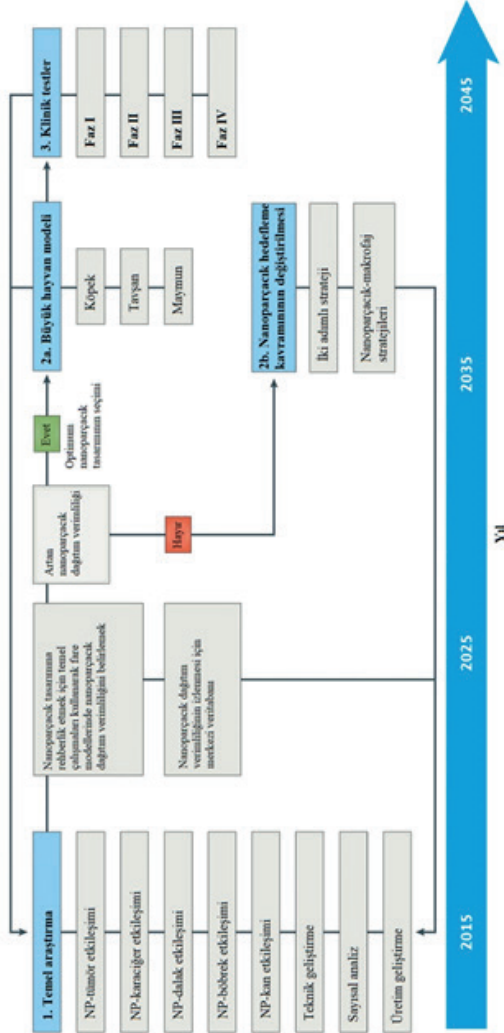 1. Temel araştırma
NP-tümör etkileşimi
NP-karaciğer etkileşimi
NP-dalak etkileşimi
NP-böbrek etkileşimi
NP-kan etkileşimi
Teknik geliştirme
Sayısal analiz
Üretim geliştirme
Nanoparçacık tasarımına
rehberlik etmek için temel
çalışmaları kullanarak fare
modellerinde nanoparçacık
dağıtım verimliliğini belirlemek
Nanoparçacık dağıtım
verimliliğinin izlenmesi için
merkezi veritabanı
Artan
nanoparçacık
dağıtım verimliliği
Evet
Optimum
nanoparçacık
tasarımının seçimi
Hayır
2a. Büyük hayvan modeli
Köpek
Tavşan
Maymun
2b. Nanoparçacık hedefleme
kavramının değiştirilmesi
İki adımlı strateji
Nanoparçacık-makrofaj
stratejileri
3. Klinik testler
Faz I
Faz II
Faz III
Faz IV
2015
2025
2035
2045
Yıl